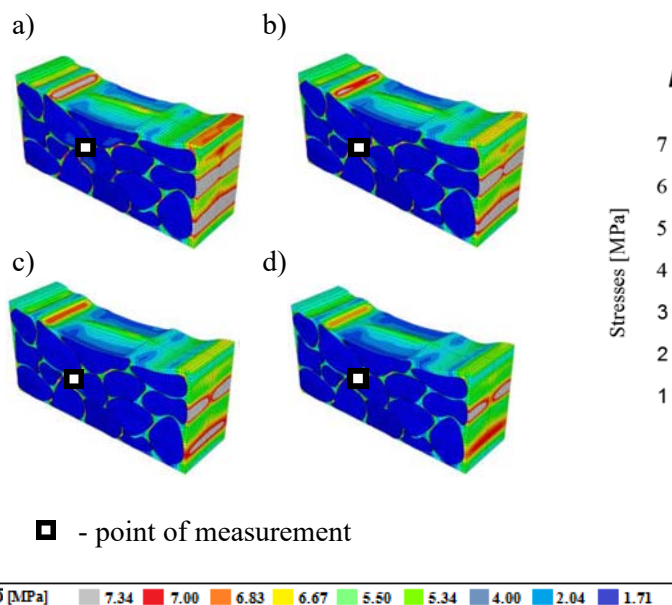 a)
b)
c)
d)
7
6
5
4
3
2
1
Stresses [MPa]
- point of measurement
[MPa] 7.34 7.00 6.83 6.67 5.50 5.34 4.00 2.04 1.71